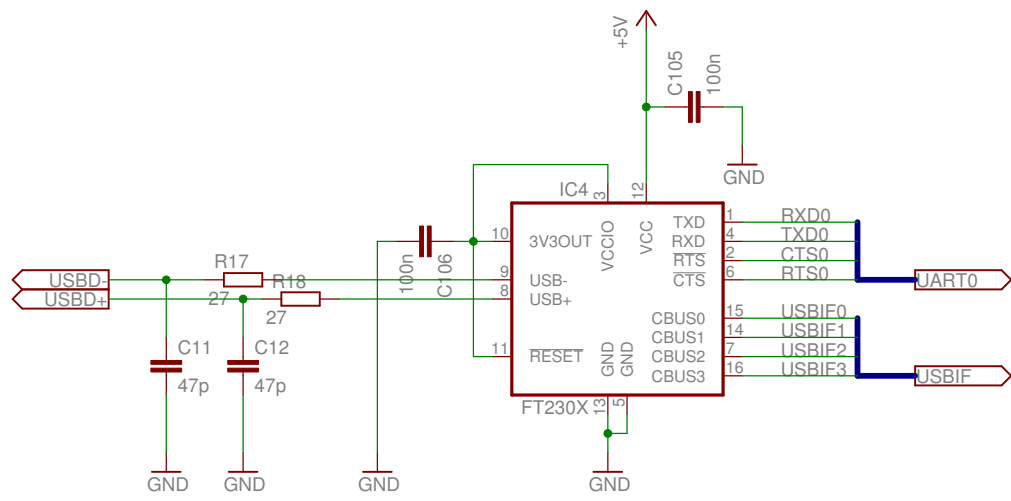 +5V
C105
100n
GND
IC4
3
12
VCCIO
VCC
10
3V3OUT
9
USB-
8
USB+
11
RESET
GND
GND
13
5
FT230X
GND
TXD
1
RXD0
RXD
4
TXD0
RTS
2
CTS0
CTS
6
RTS0
UART0
CBUS0
15
USBIF0
CBUS1
14
USBIF1
CBUS2
7
USBIF2
CBUS3
16
USBIF3
USBIF
100n
C106
USBD-
USBD+
R17
27
R18
27
C11
47p
C12
47p
GND
GND
GND